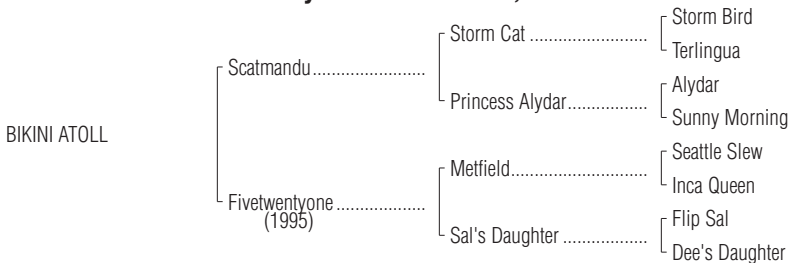 Storm Bird
Storm Cat ..........................
Terlingua
Scatmandu........................
Alydar
Princess Alydar.................
Sunny Morning
BIKINI ATOLL
Seattle Slew
Metfield.............................
Inca Queen
Fivetwentyone ...................
(1995)
Flip Sal
Sal's Daughter ..................
Dee's Daughter